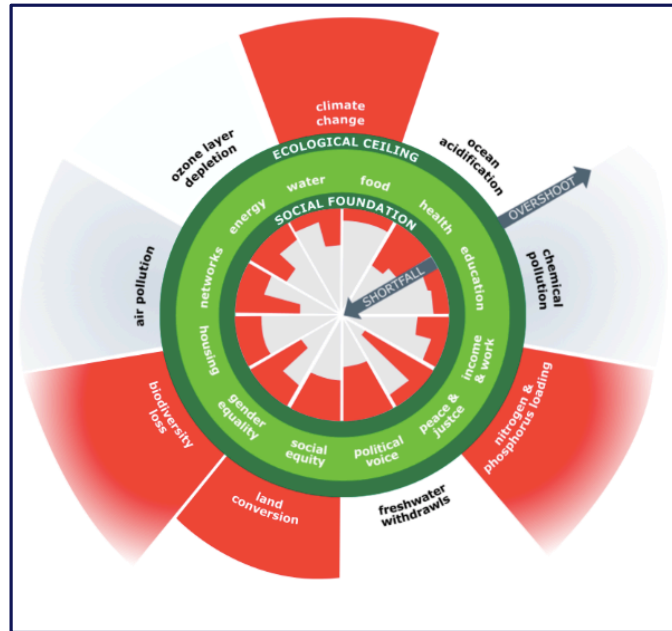 climate
change
ozone layer
depletion
ocean
acidification
ECOLOGICAL CEILING
OVERSHOOT
water
food
energy
health
SOCIAL FOUNDATION
networks
education
SHORTFALL
air pollution
chemical
pollution
housing
income
& work
biodiversity
loss
gender
equality
social
equity
political
voice
peace &
justce
nitrogen &
phosphorus loading
land
conversion
freshwater
withdrawls